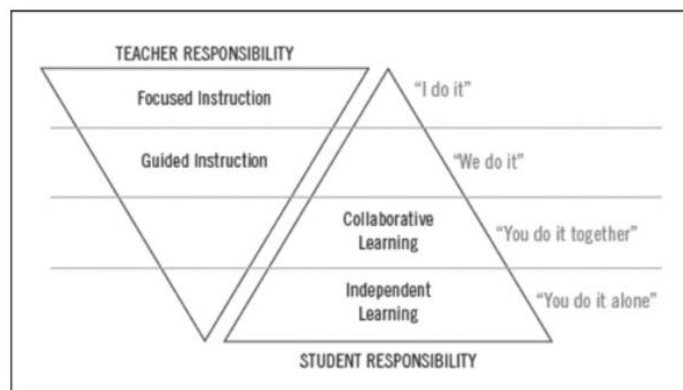 TEACHER RESPONSIBILITY
Focused Instruction
"I do it"
Guided Instruction
"We do it"
Collaborative
Learning
"You do it together"
Independent
Learning
"You do it alone"
STUDENT RESPONSIBILITY